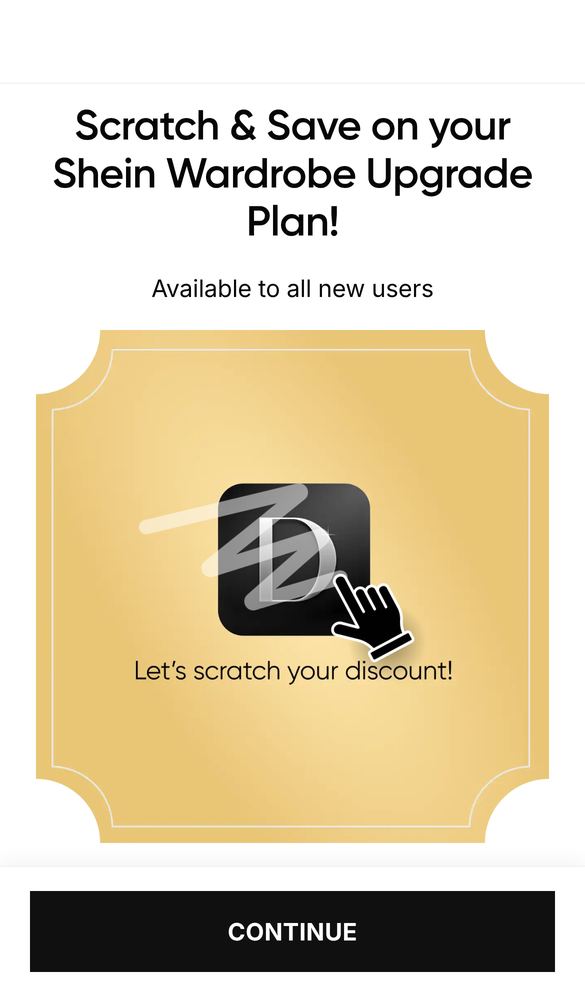 Scratch & Save on your
Shein Wardrobe Upgrade
Plan!
Available to all new users
D
Let's scratch your discount!
CONTINUE